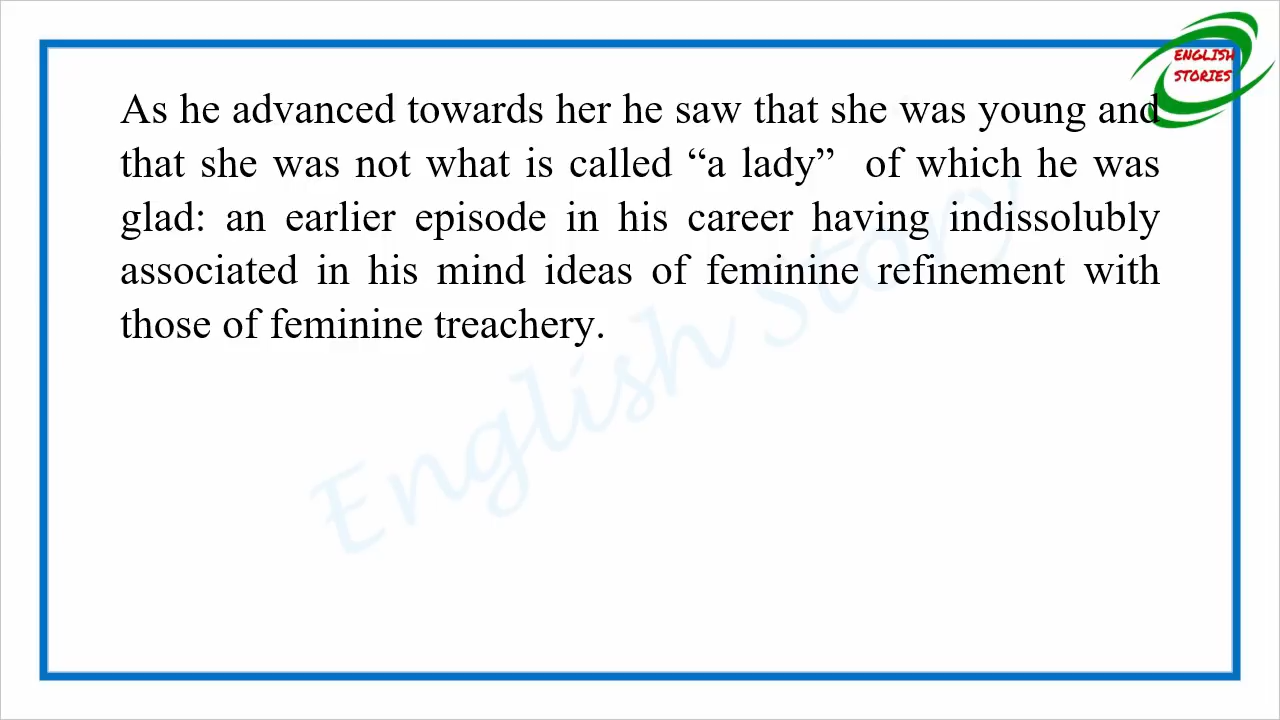 ENGLISH
STORIES
As he advanced towards her he saw that she was young and
that she was not what is called “a lady”  of which he was
glad: an earlier episode in his career having indissolubly
associated in his mind ideas of feminine refinement with
those of feminine treachery.
English Story